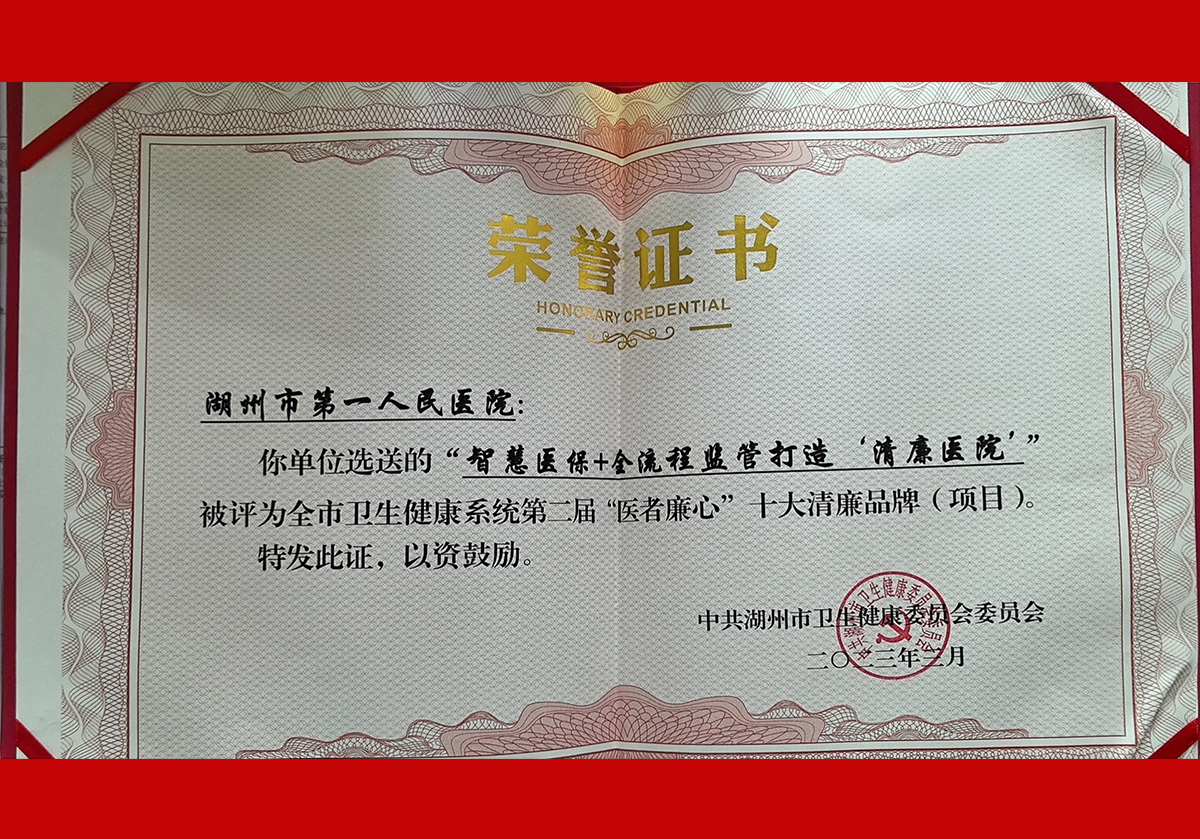 荣誉证书
HONORARY CREDENTIAL
湖州市第一人民医院：
你单位选送的“智慧医保+全流程监管打造‘清廉医院’”
被评为全市卫生健康系统第二届“医者廉心”十大清廉品牌（项目）。
特发此证，以资鼓励。
中共湖州市卫生健康委员会委员会
二〇二三年三月